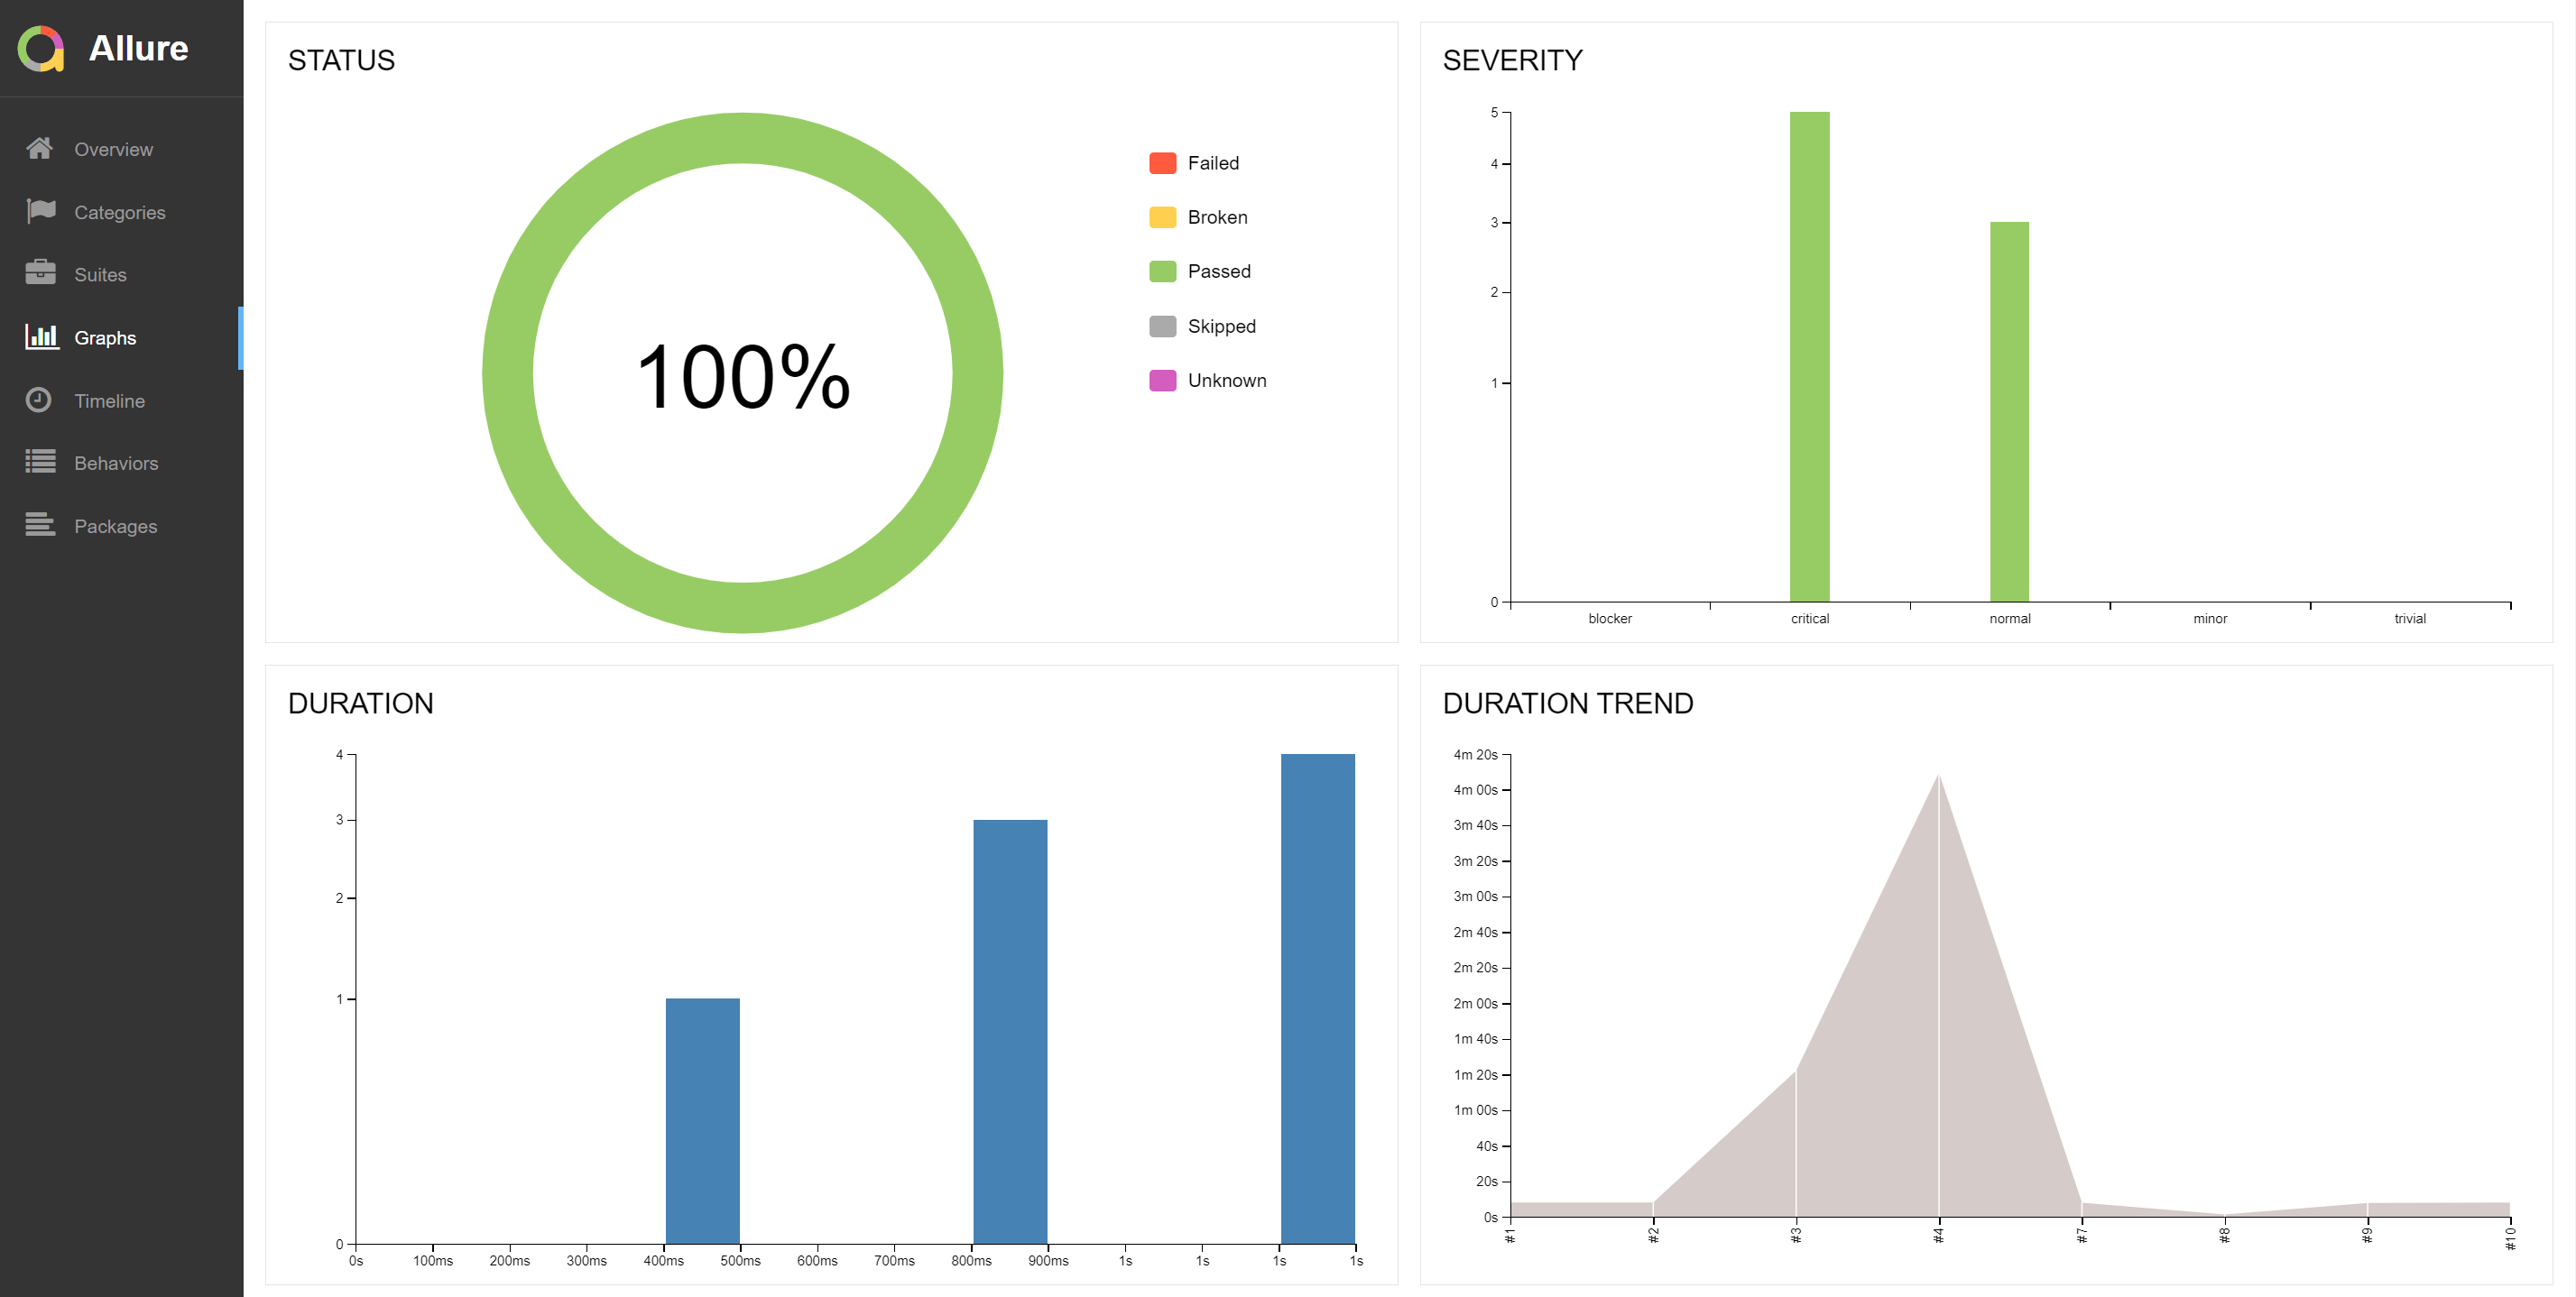 Allure
Overview
Categories
Suites
Graphs
Timeline
Behaviors
Packages
STATUS
100%
Failed
Broken
Passed
Skipped
Unknown
SEVERITY
5
4
3
2
1
0
blocker critical normal minor trivial
DURATION
4
3
2
1
0
0s 100ms 200ms 300ms 400ms 500ms 600ms 700ms 800ms 900ms 1s 1s 1s 1s
DURATION TREND
4m 20s
4m 00s
3m 40s
3m 20s
3m 00s
2m 40s
2m 20s
2m 00s
1m 40s
1m 20s
1m 00s
40s
20s
0s
#1 #2 #3 #4 #7 #8 #9 #10